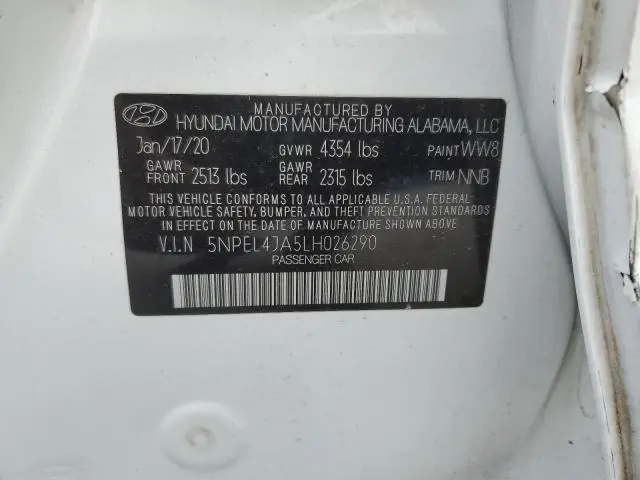 MANUFACTURED BY
HYUNDAI MOTOR MANUFACTURING ALABAMA, LLC
Jan/17/20 GVWR 4354 lbs PAINT WW8
GAWR FRONT 2513 lbs GAWR REAR 2315 lbs TRIM NNB
THIS VEHICLE CONFORMS TO ALL APPLICABLE U.S.A. FEDERAL
MOTOR VEHICLE SAFETY, BUMPER, AND THEFT PREVENTION STANDARDS
IN EFFECT ON THE DATE OF MANUFACTURE SHOWN ABOVE
V.I.N 5NPEL4JA5LH026290
PASSENGER CAR